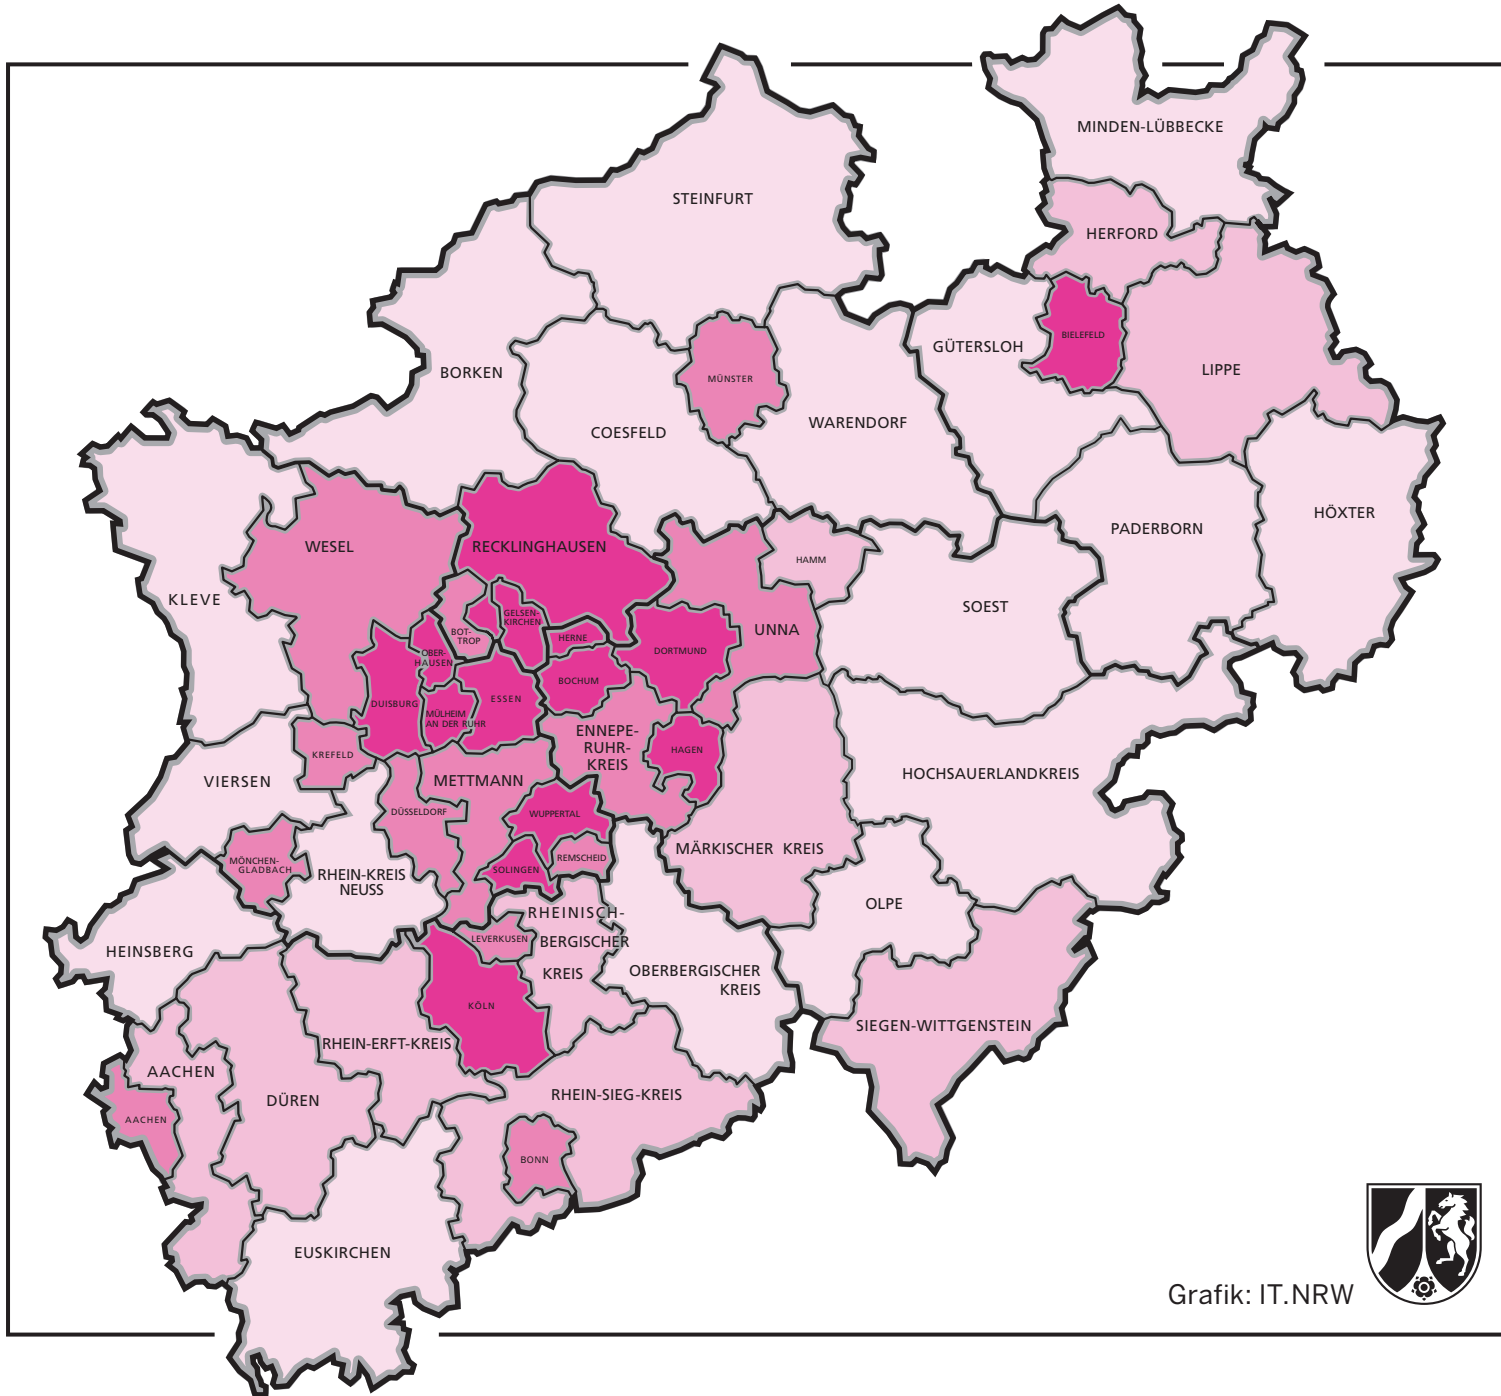 MINDEN-LÜBBECKE
STEINFURT
HERFORD
BIELEFELD
GÜTERSLOH
LIPPE
BORKEN
MÜNSTER
WARENDORF
COESFELD
HÖXTER
PADERBORN
WESEL
RECKLINGHAUSEN
HAMM
KLEVE
SOEST
GELSEN-
KIRCHEN
UNNA
BOT-
TROP
HERNE
DORTMUND
OBER-
HAUSEN
BOCHUM
DUISBURG
ESSEN
MÜLHEIM
AN DER RUHR
ENNEPE-
RUHR-
KREIS
HAGEN
KREFELD
VIERSEN
METTMANN
HOCHSAUERLANDKREIS
DÜSSELDORF
WUPPERTAL
MÄRKISCHER KREIS
REMSCHEID
MÖNCHEN-
GLADBACH
SOLINGEN
RHEIN-KREIS
NEUSS
OLPE
RHEINISCH-
BERGISCHER
KREIS
LEVERKUSEN
HEINSBERG
OBERBERGISCHER
KREIS
KÖLN
SIEGEN-WITTGENSTEIN
RHEIN-ERFT-KREIS
AACHEN
DÜREN
RHEIN-SIEG-KREIS
AACHEN
BONN
EUSKIRCHEN
Grafik: IT.NRW